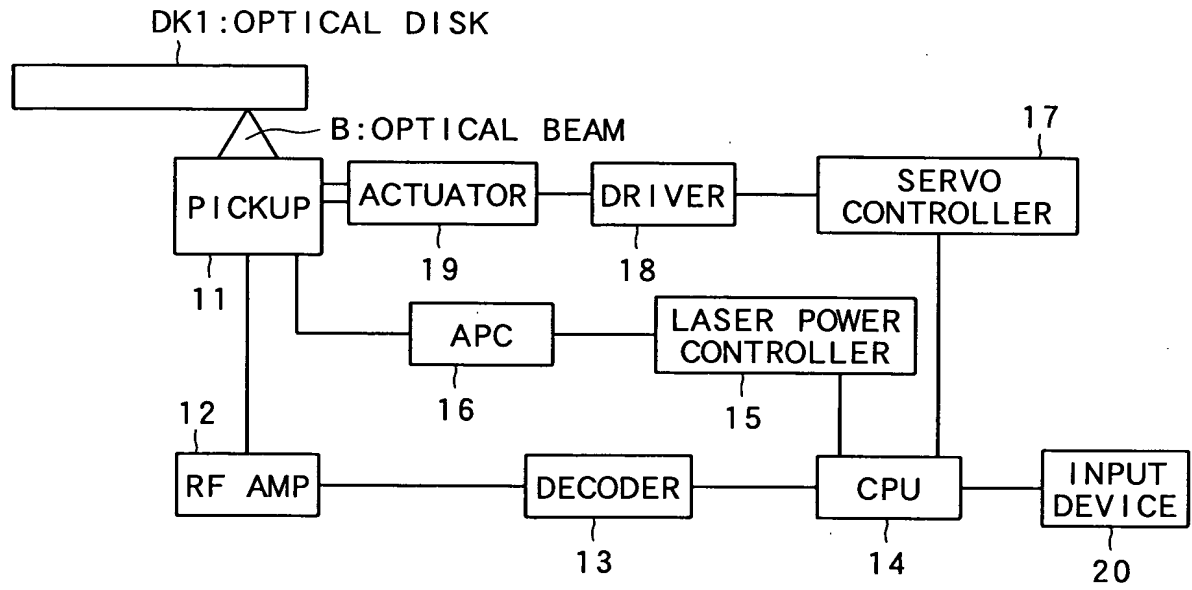 DK1:OPTICAL DISK
B:OPTICAL BEAM
17
PICKUP
ACTUATOR
DRIVER
SERVO
CONTROLLER
11
19
18
APC
LASER POWER
CONTROLLER
16
15
12
RF AMP
DECODER
CPU
INPUT
DEVICE
13
14
20